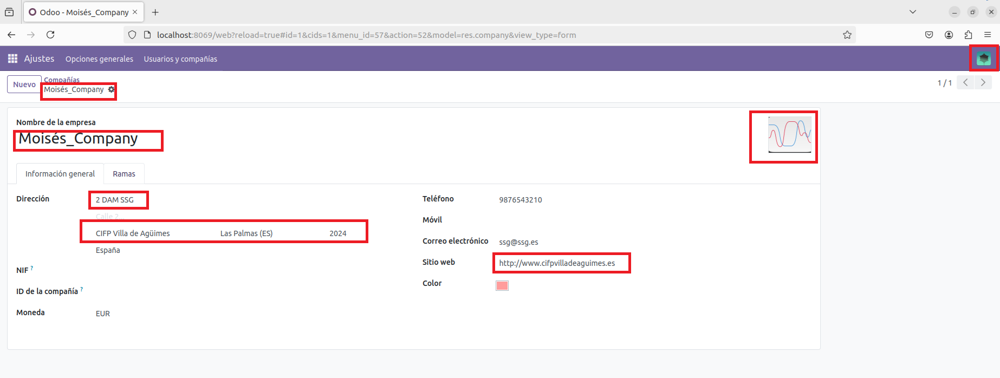 Odoo - Moisés_Company
localhost:8069/web?reload=true#id=1&cids=1&menu_id=57&action=52&model=res.company&view_type=form
Ajustes Opciones generales Usuarios y compañías
Nuevo
Compañías
Moisés_Company
1 / 1
Nombre de la empresa
Moisés_Company
Información general Ramas
Dirección 2 DAM SSG
Calle 2...
CIFP Villa de Agüimes Las Palmas (ES) 2024
España
NIF ?
ID de la compañía ?
Moneda EUR
Teléfono 9876543210
Móvil
Correo electrónico ssg@ssg.es
Sitio web http://www.cifpvilladeaguimes.es
Color